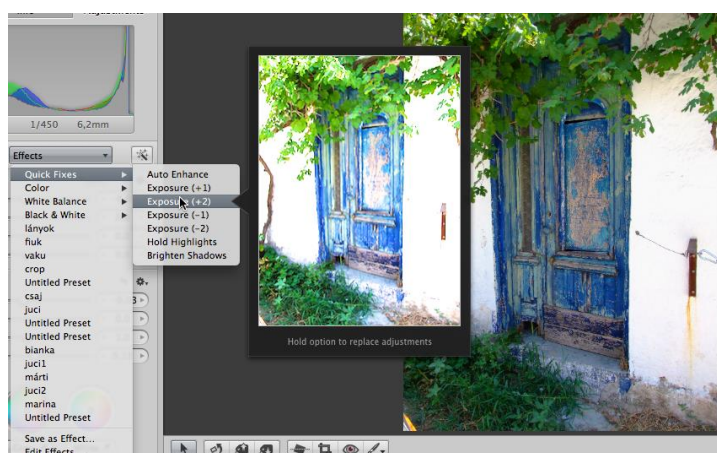 1/450 6,2mm
Effects
Quick Fixes
Color
White Balance
Black & White
lányok
fiuk
vaku
crop
Untitled Preset
csaj
juci
Untitled Preset
Untitled Preset
bianka
juci1
márti
juci2
marina
Untitled Preset
Save as Effect...
Edit Effects
Auto Enhance
Exposure (+1)
Exposure (+2)
Exposure (-1)
Exposure (-2)
Hold Highlights
Brighten Shadows
Hold option to replace adjustments